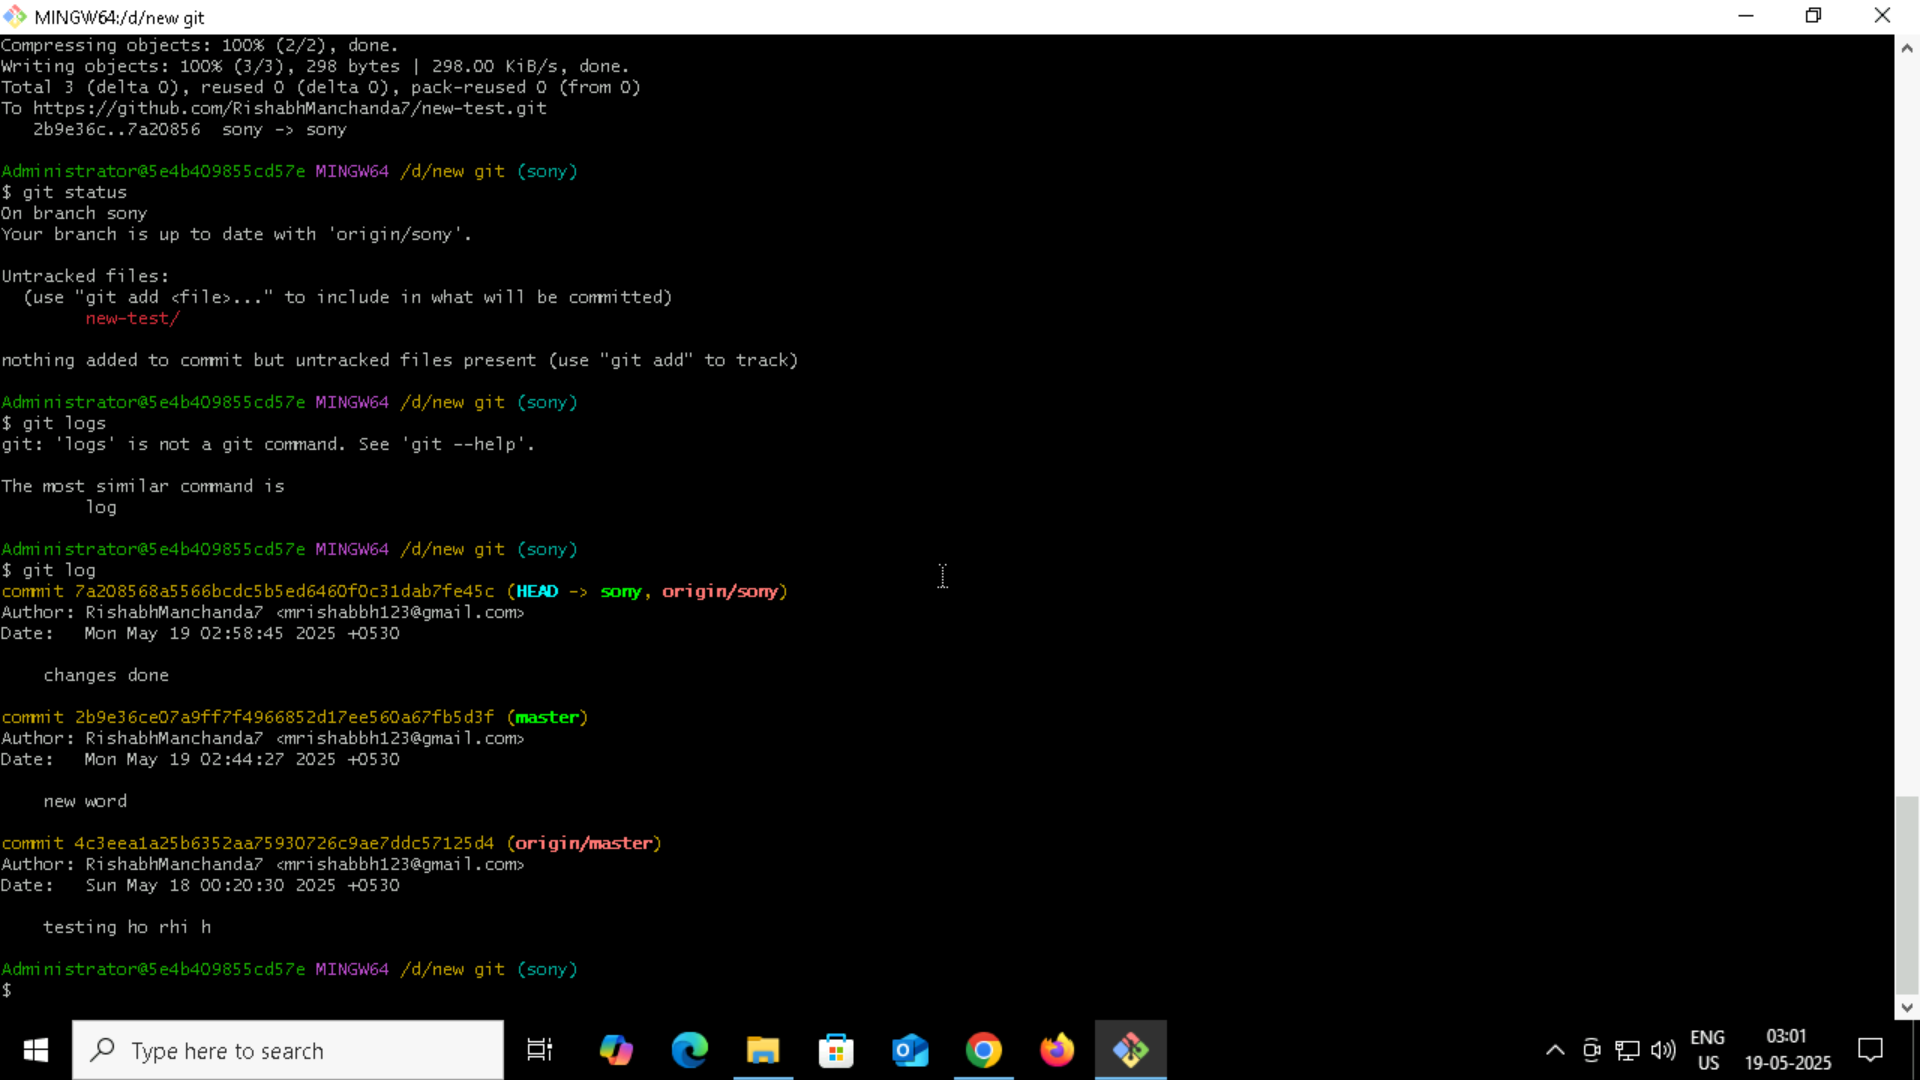 MINGW64:/d/new git
Compressing objects: 100% (2/2), done.
Writing objects: 100% (3/3), 298 bytes | 298.00 KiB/s, done.
Total 3 (delta 0), reused 0 (delta 0), pack-reused 0 (from 0)
To https://github.com/RishabhManchanda7/new-test.git
   2b9e36c..7a20856  sony -> sony
Administrator@5e4b409855cd57e MINGW64 /d/new git (sony)
$ git status
On branch sony
Your branch is up to date with 'origin/sony'.
Untracked files:
  (use "git add <file>..." to include in what will be committed)
        new-test/
nothing added to commit but untracked files present (use "git add" to track)
Administrator@5e4b409855cd57e MINGW64 /d/new git (sony)
$ git logs
git: 'logs' is not a git command. See 'git --help'.
The most similar command is
        log
Administrator@5e4b409855cd57e MINGW64 /d/new git (sony)
$ git log
commit 7a208568a5566bcdc5b5ed6460f0c31dab7fe45c (HEAD -> sony, origin/sony)
Author: RishabhManchanda7 <mrishabbh123@gmail.com>
Date:   Mon May 19 02:58:45 2025 +0530
    changes done
commit 2b9e36ce07a9ff7f4966852d17ee560a67fb5d3f (master)
Author: RishabhManchanda7 <mrishabbh123@gmail.com>
Date:   Mon May 19 02:44:27 2025 +0530
    new word
commit 4c3eea1a25b6352aa75930726c9ae7ddc57125d4 (origin/master)
Author: RishabhManchanda7 <mrishabbh123@gmail.com>
Date:   Sun May 18 00:20:30 2025 +0530
    testing ho rhi h
Administrator@5e4b409855cd57e MINGW64 /d/new git (sony)
$
Type here to search
ENG
US
03:01
19-05-2025